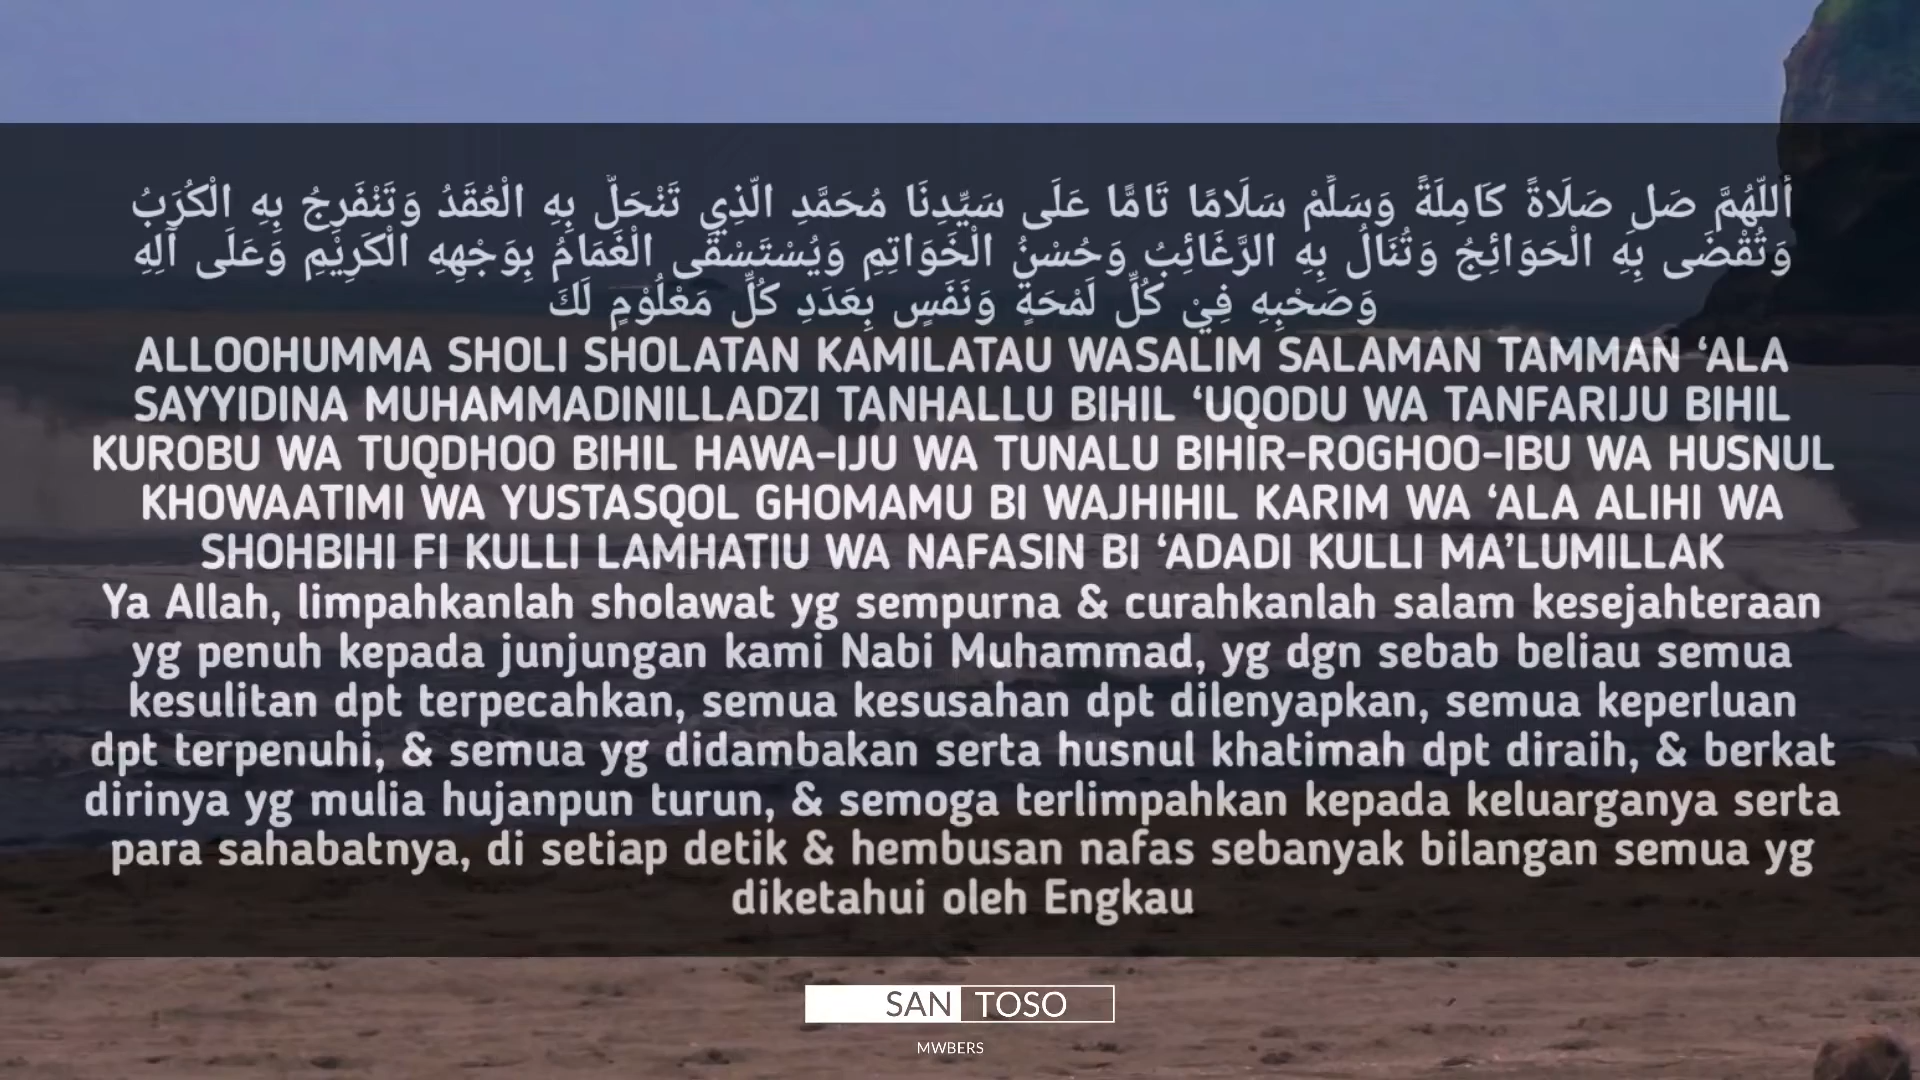 أَللّٰهُمَّ صَلِ صَلَاةً كَامِلَةً وَسَلِّمْ سَلَامًا تَامًّا عَلَى سَيِّدِنَا مُحَمَّدِ الّذِي تَنْحَلّ بِهِ الْعُقَدُ وَتَنْفَرِجُ بِهِ الْكُرَبُ
وَتُقْضَى بِهِ الْحَوَائِجُ وَتُنَالُ بِهِ الرَّغَائِبُ وَحُسْنُ الْخَوَاتِمِ وَيُسْتَسْقَى الْغَمَامُ بِوَجْهِهِ الْكَرِيْمِ وَعَلَى آلِهِ
وَصَحْبِهِ فِيْ كُلِّ لَمْحَةٍ وَنَفَسٍ بِعَدَدِ كُلِّ مَعْلُوْمٍ لَكَ
ALLOOHUMMA SHOLI SHOLATAN KAMILATAU WASALIM SALAMAN TAMMAN ‘ALA
SAYYIDINA MUHAMMADINILLADZI TANHALLU BIHIL ‘UQODU WA TANFARIJU BIHIL
KUROBU WA TUQDHOO BIHIL HAWA-IJU WA TUNALU BIHIR-ROGHOO-IBU WA HUSNUL
KHOWAATIMI WA YUSTASQOL GHOMAMU BI WAJHIHIL KARIM WA ‘ALA ALIHI WA
SHOHBIHI FI KULLI LAMHATIU WA NAFASIN BI ‘ADADI KULLI MA’LUMILLAK
Ya Allah, limpahkanlah sholawat yg sempurna & curahkanlah salam kesejahteraan
yg penuh kepada junjungan kami Nabi Muhammad, yg dgn sebab beliau semua
kesulitan dpt terpecahkan, semua kesusahan dpt dilenyapkan, semua keperluan
dpt terpenuhi, & semua yg didambakan serta husnul khatimah dpt diraih, & berkat
dirinya yg mulia hujanpun turun, & semoga terlimpahkan kepada keluarganya serta
para sahabatnya, di setiap detik & hembusan nafas sebanyak bilangan semua yg
diketahui oleh Engkau
SAN TOSO
MWBERS